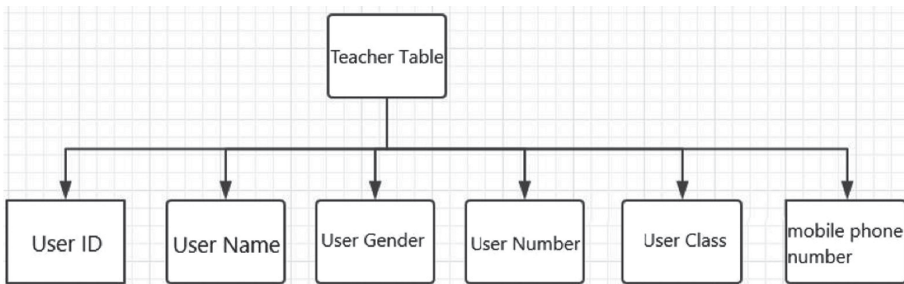 Teacher Table
User ID
User Name
User Gender
User Number
User Class
mobile phone
number